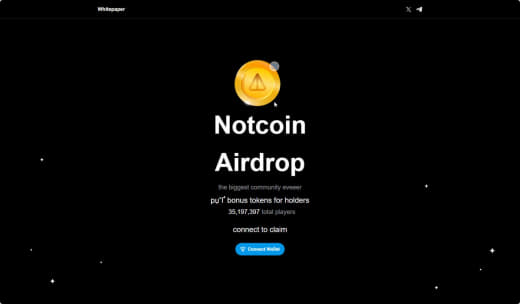 Whitepaper
Notcoin
Airdrop
the biggest community eveeer
bonus tokens for holders
35,197,397 total players
connect to claim
Connect Wallet